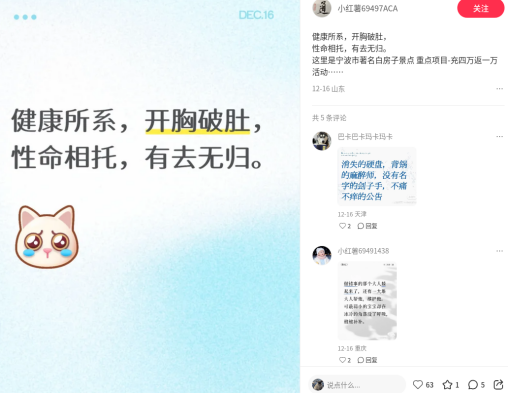 DEC.16
健康所系，开胸破肚，
性命相托，有去无归。
小红薯69497ACA
关注
健康所系，开胸破肚，
性命相托，有去无归。
这里是宁波市著名白房子景点 重点项目·充四万返一万
活动……
12-16 山东
共 5 条评论
巴卡巴卡玛卡玛卡
消失的硬盘，背锅
的麻醉师，没有名
字的刽子手，不痛
不痒的公告
12-16 天津
2 回复
小红薯69491438
12-16 重庆
2 回复
说点什么...
63
1
5